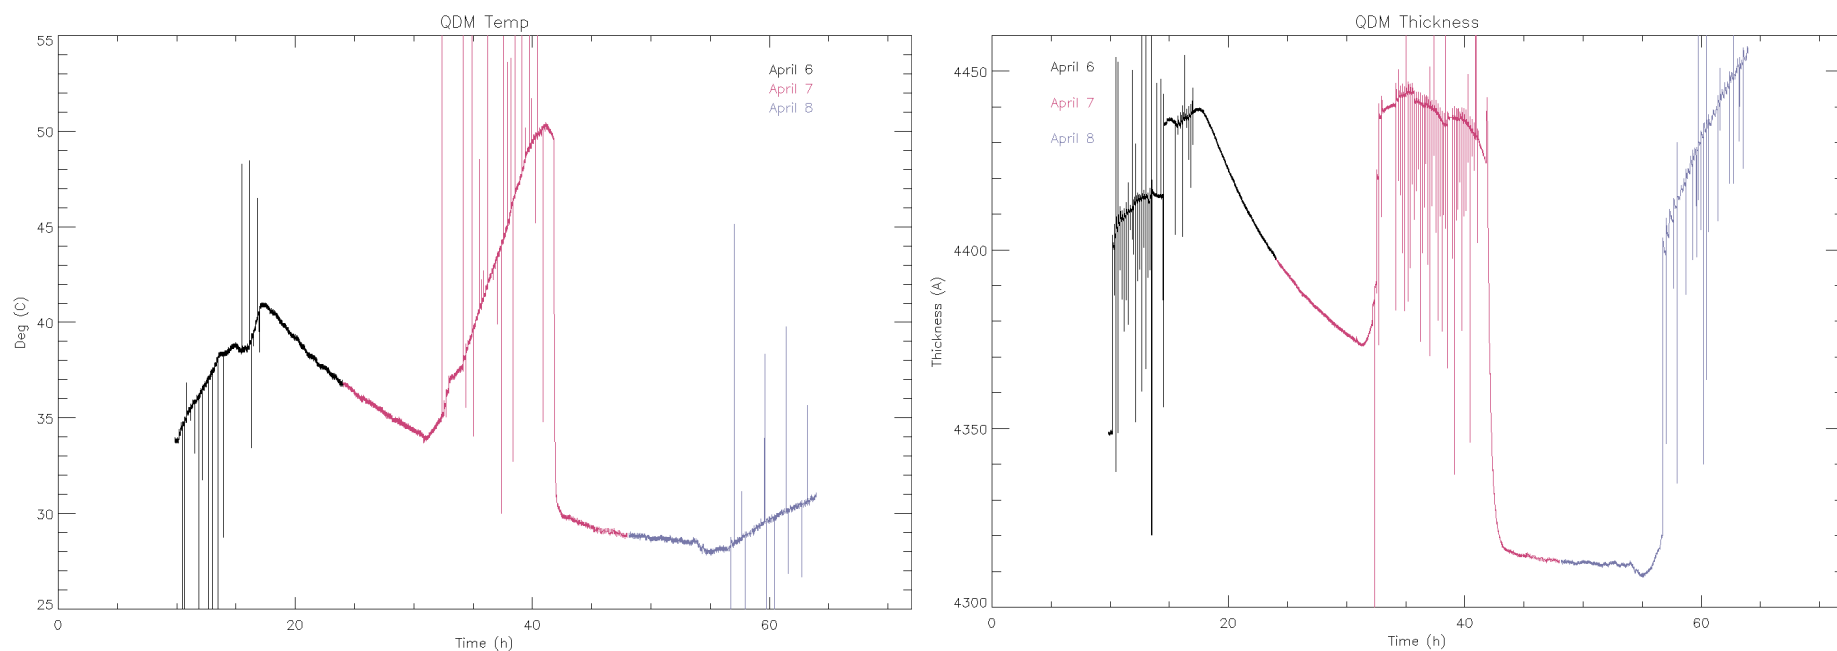 QDM Temp
55
50
45
40
35
30
25
Deg (C)
April 6
April 7
April 8
0
20
40
60
Time (h)
QDM Thickness
4450
4400
4350
4300
Thickness (A)
April 6
April 7
April 8
0
20
40
60
Time (h)